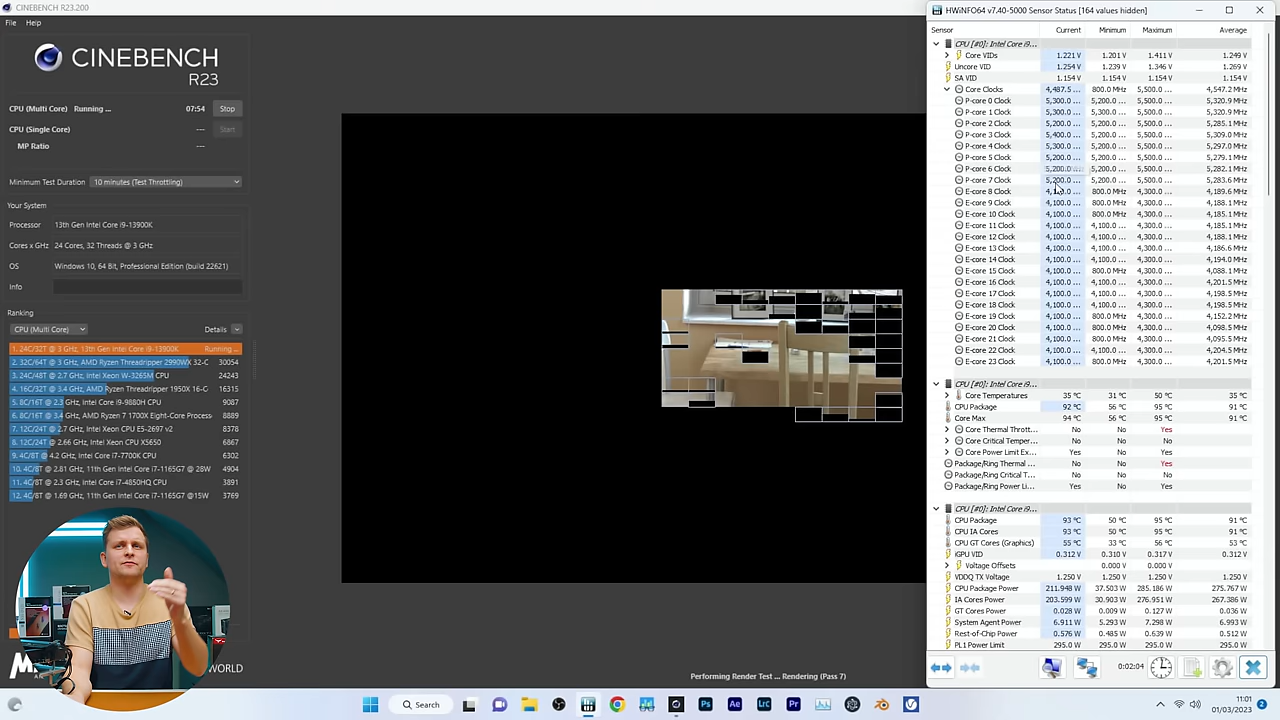 CINEBENCH R23.200
File Help
CINEBENCH
R23
CPU (Multi Core) Running ... 07:54 Stop
CPU (Single Core) --- Start
MP Ratio ---
Minimum Test Duration 10 minutes (Test Throttling)
Your System
Processor 13th Gen Intel Core i9-13900K
Cores x GHz 24 Cores, 32 Threads @ 3 GHz
OS Windows 10, 64 Bit, Professional Edition (build 22621)
Info
Ranking
CPU (Multi Core) Details
1. 24C/32T @ 3 GHz, 13th Gen Intel Core i9-13900K Running...
2. 32C/64T @ 3 GHz, AMD Ryzen Threadripper 2990WX 32-C 30054
3. 24C/48T @ 2.7 GHz, Intel Xeon W-3265M CPU 24243
4. 16C/32T @ 3.4 GHz, AMD Ryzen Threadripper 1950X 16-C 16315
5. 8C/16T @ 2.3 GHz, Intel Core i9-9880H CPU 9087
6. 8C/16T @ 3.4 GHz, AMD Ryzen 7 1700X Eight-Core Proces 8889
7. 12C/24T @ 2.7 GHz, Intel Xeon CPU E5-2697 v2 8378
8. 12C/24T @ 2.66 GHz, Intel Xeon CPU X5650 6867
9. 4C/8T @ 4.2 GHz, Intel Core i7-7700K CPU 6302
10. 4C/8T @ 2.81 GHz, 11th Gen Intel Core i7-1165G7 @ 28W 4904
11. 4C/8T @ 2.3 GHz, Intel Core i7-4850HQ CPU 3891
12. 4C/8T @ 1.69 GHz, 11th Gen Intel Core i7-1165G7 @15W 3769
WORLD
Performing Render Test ... Rendering (Pass 7)
HWiNFO64 v7.40-5000 Sensor Status [164 values hidden]
Sensor Current Minimum Maximum Average
CPU [#0]: Intel Core i9...
Core VIDs 1.221 V 1.201 V 1.411 V 1.249 V
Uncore VID 1.254 V 1.239 V 1.346 V 1.269 V
SA VID 1.154 V 1.154 V 1.154 V 1.154 V
Core Clocks 4,487.5 ... 800.0 MHz 5,500.0 ... 4,547.2 MHz
P-core 0 Clock 5,300.0 ... 5,200.0 ... 5,500.0 ... 5,320.9 MHz
P-core 1 Clock 5,300.0 ... 5,200.0 ... 5,500.0 ... 5,302.9 MHz
P-core 2 Clock 5,200.0 ... 5,200.0 ... 5,500.0 ... 5,285.1 MHz
P-core 3 Clock 5,400.0 ... 5,200.0 ... 5,500.0 ... 5,309.0 MHz
P-core 4 Clock 5,300.0 ... 5,200.0 ... 5,500.0 ... 5,297.0 MHz
P-core 5 Clock 5,200.0 ... 5,200.0 ... 5,500.0 ... 5,279.1 MHz
P-core 6 Clock 5,200.0 ... 5,200.0 ... 5,500.0 ... 5,282.1 MHz
P-core 7 Clock 5,200.0 ... 5,200.0 ... 5,500.0 ... 5,283.6 MHz
E-core 8 Clock 4,100.0 ... 800.0 MHz 4,300.0 ... 4,189.6 MHz
E-core 9 Clock 4,100.0 ... 800.0 MHz 4,300.0 ... 4,185.1 MHz
E-core 10 Clock 4,100.0 ... 800.0 MHz 4,300.0 ... 4,185.1 MHz
E-core 11 Clock 4,100.0 ... 4,100.0 ... 4,300.0 ... 4,188.1 MHz
E-core 12 Clock 4,100.0 ... 4,100.0 ... 4,300.0 ... 4,189.1 MHz
E-core 13 Clock 4,100.0 ... 4,100.0 ... 4,300.0 ... 4,186.6 MHz
E-core 14 Clock 4,100.0 ... 4,100.0 ... 4,300.0 ... 4,194.0 MHz
E-core 15 Clock 4,100.0 ... 800.0 MHz 4,300.0 ... 4,088.1 MHz
E-core 16 Clock 4,100.0 ... 4,100.0 ... 4,300.0 ... 4,201.5 MHz
E-core 17 Clock 4,100.0 ... 4,100.0 ... 4,300.0 ... 4,198.5 MHz
E-core 18 Clock 4,100.0 ... 4,100.0 ... 4,300.0 ... 4,198.5 MHz
E-core 19 Clock 4,100.0 ... 800.0 MHz 4,300.0 ... 4,152.2 MHz
E-core 20 Clock 4,100.0 ... 800.0 MHz 4,300.0 ... 4,098.5 MHz
E-core 21 Clock 4,100.0 ... 800.0 MHz 4,300.0 ... 4,151.2 MHz
E-core 22 Clock 4,100.0 ... 4,100.0 ... 4,300.0 ... 4,204.5 MHz
E-core 23 Clock 4,100.0 ... 800.0 MHz 4,300.0 ... 4,201.5 MHz
CPU [#0]: Intel Core i9...
Core Temperatures 35 °C 31 °C 50 °C 35 °C
CPU Package 92 °C 56 °C 95 °C 91 °C
Core Max 94 °C 56 °C 95 °C 91 °C
Core Thermal Thrott... No No Yes
Core Critical Temper... No No No
Core Power Limit Ex... Yes No Yes
Package/Ring Thermal ... No No Yes
Package/Ring Critical T... No No No
Package/Ring Power Li... Yes No Yes
CPU [#0]: Intel Core i9...
CPU Package 93 °C 50 °C 95 °C 91 °C
CPU IA Cores 93 °C 50 °C 95 °C 91 °C
CPU GT Cores (Graphics) 55 °C 33 °C 56 °C 53 °C
iGPU VID 0.312 V 0.310 V 0.317 V 0.312 V
Voltage Offsets 0.000 V 0.000 V
VDDQ TX Voltage 1.250 V 1.250 V 1.250 V 1.250 V
CPU Package Power 211.948 W 37.503 W 285.186 W 275.767 W
IA Cores Power 203.599 W 30.903 W 276.951 W 267.386 W
GT Cores Power 0.028 W 0.009 W 0.127 W 0.036 W
System Agent Power 6.911 W 5.293 W 7.298 W 6.993 W
Rest-of-Chip Power 0.576 W 0.485 W 0.639 W 0.512 W
PL1 Power Limit 295.0 W 295.0 W 295.0 W 295.0 W
0:02:04
Search
Ps Ae Lrc Pr
11:01
01/03/2023
2